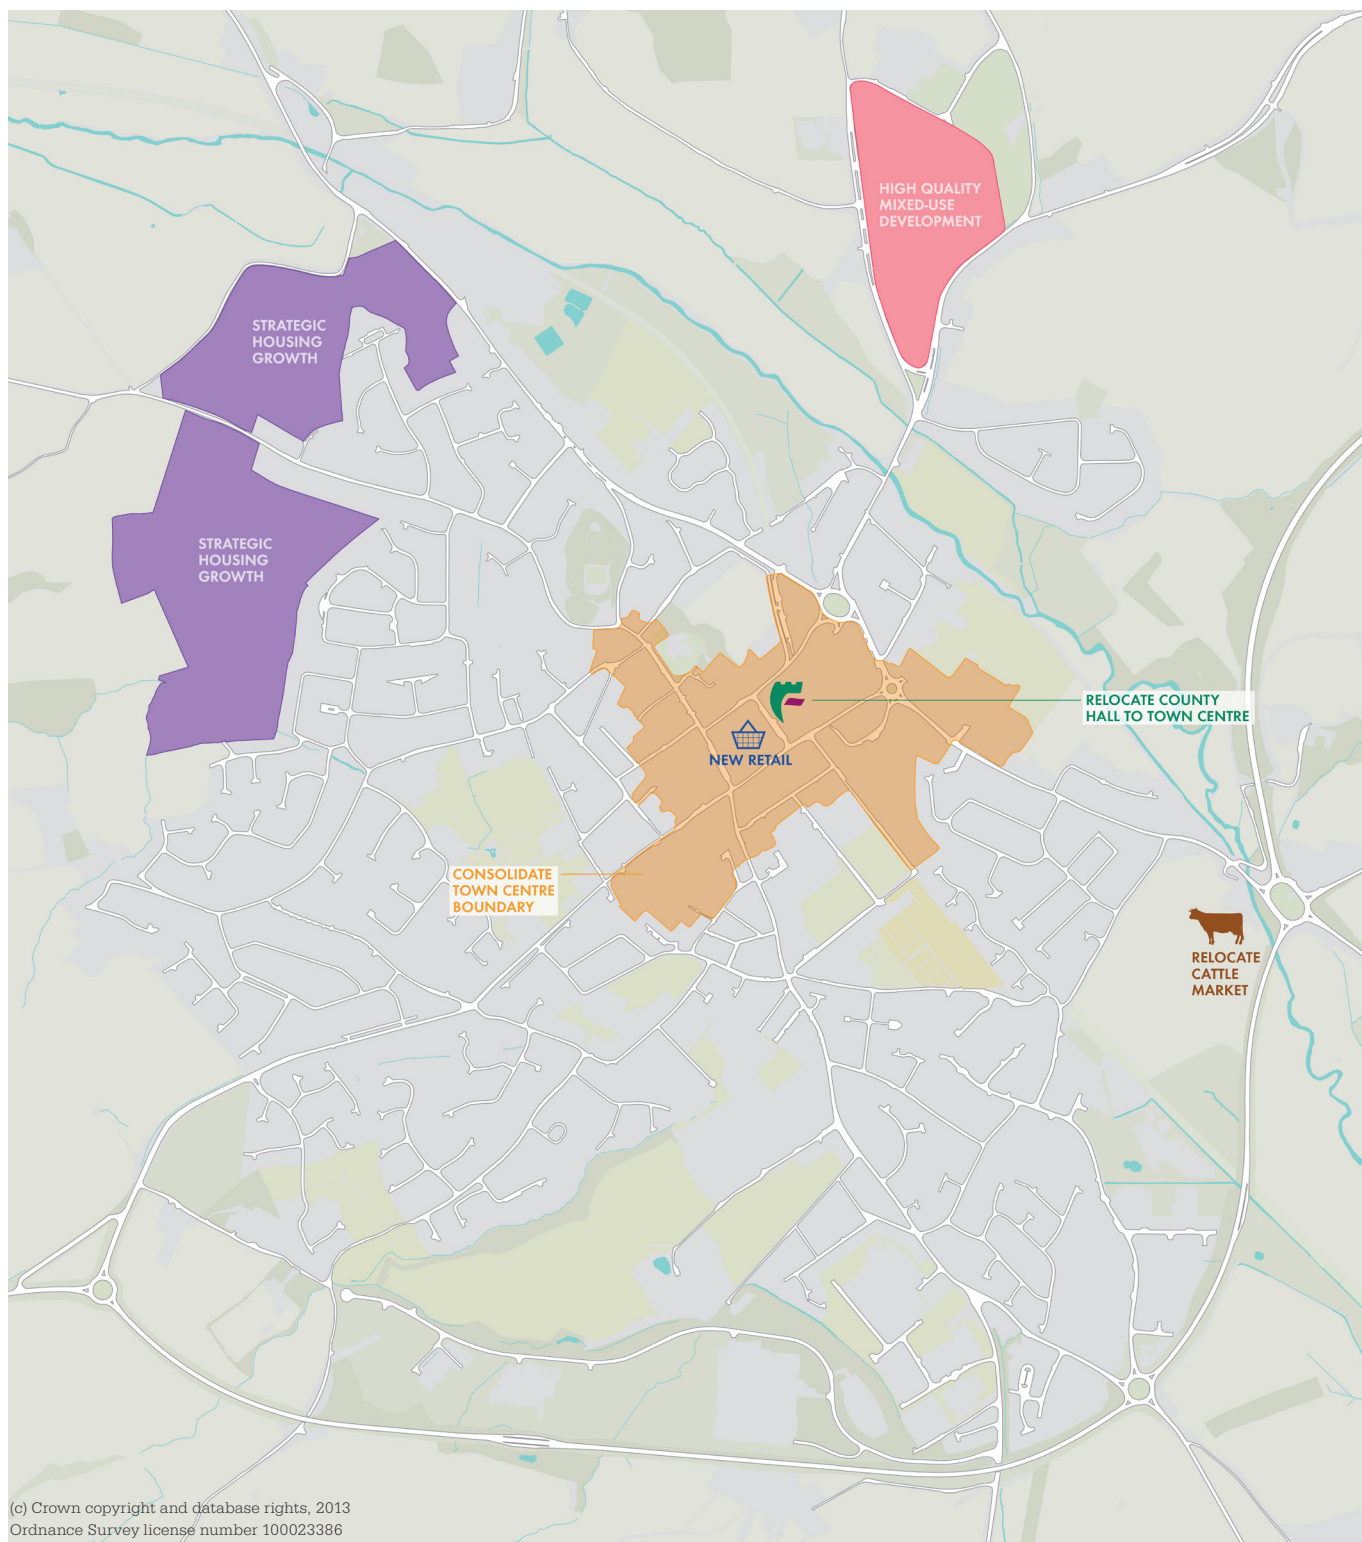 HIGH QUALITY
MIXED-USE
DEVELOPMENT
STRATEGIC
HOUSING
GROWTH
STRATEGIC
HOUSING
GROWTH
RELOCATE COUNTY
HALL TO TOWN CENTRE
NEW RETAIL
CONSOLIDATE
TOWN CENTRE
BOUNDARY
RELOCATE
CATTLE
MARKET
(c) Crown copyright and database rights, 2013
Ordnance Survey license number 100023386